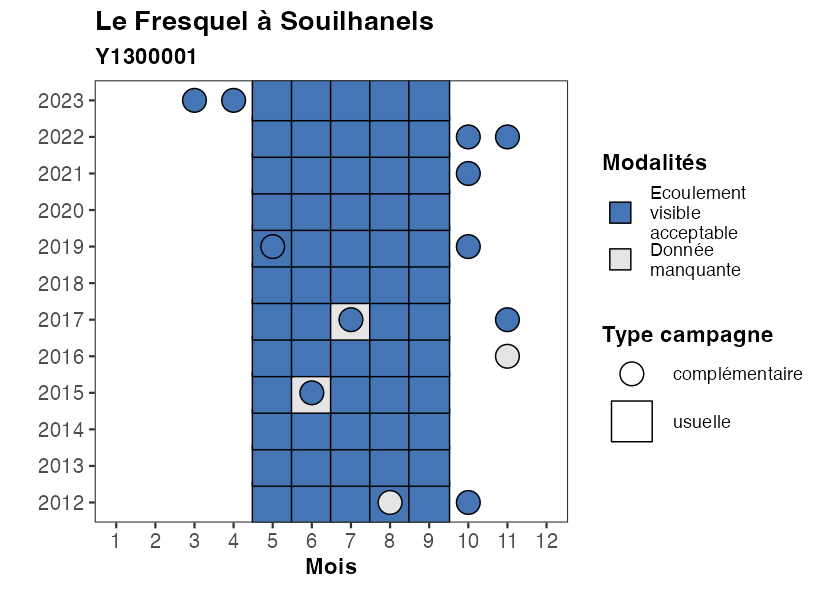 Le Fresquel à Souilhanels
Y1300001
2023
2022
2021
2020
2019
2018
2017
2016
2015
2014
2013
2012
1 2 3 4 5 6 7 8 9 10 11 12
Mois
Modalités
Ecoulement
visible
acceptable
Donnée
manquante
Type campagne
complémentaire
usuelle